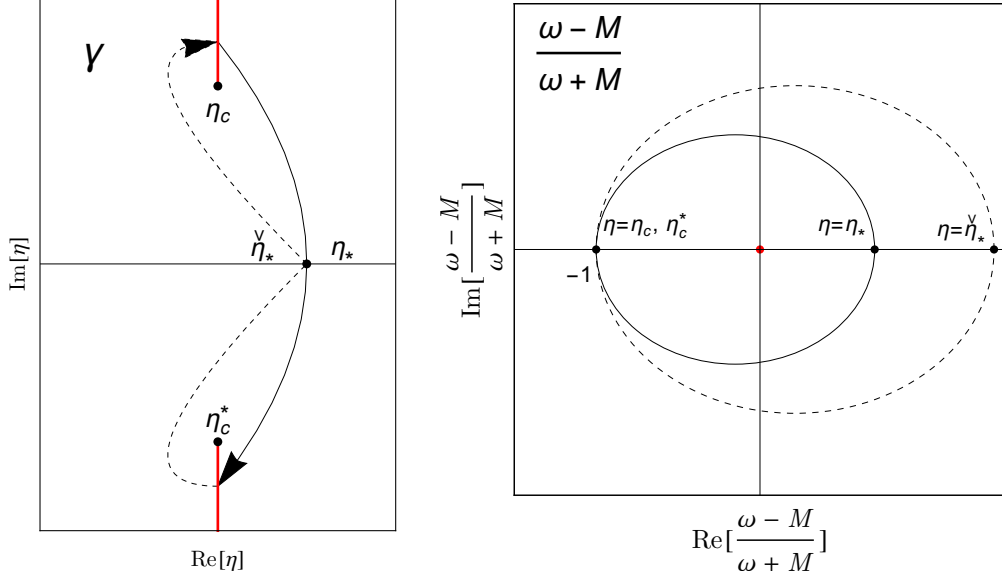 γ
η_c
η̌_*
η_*
η_c^*
Im[η]
Re[η]
ω − M
ω + M
η=η_c, η_c^*
η=η_*
η=η̌_*
−1
Im[(ω − M)/(ω + M)]
Re[(ω − M)/(ω + M)]